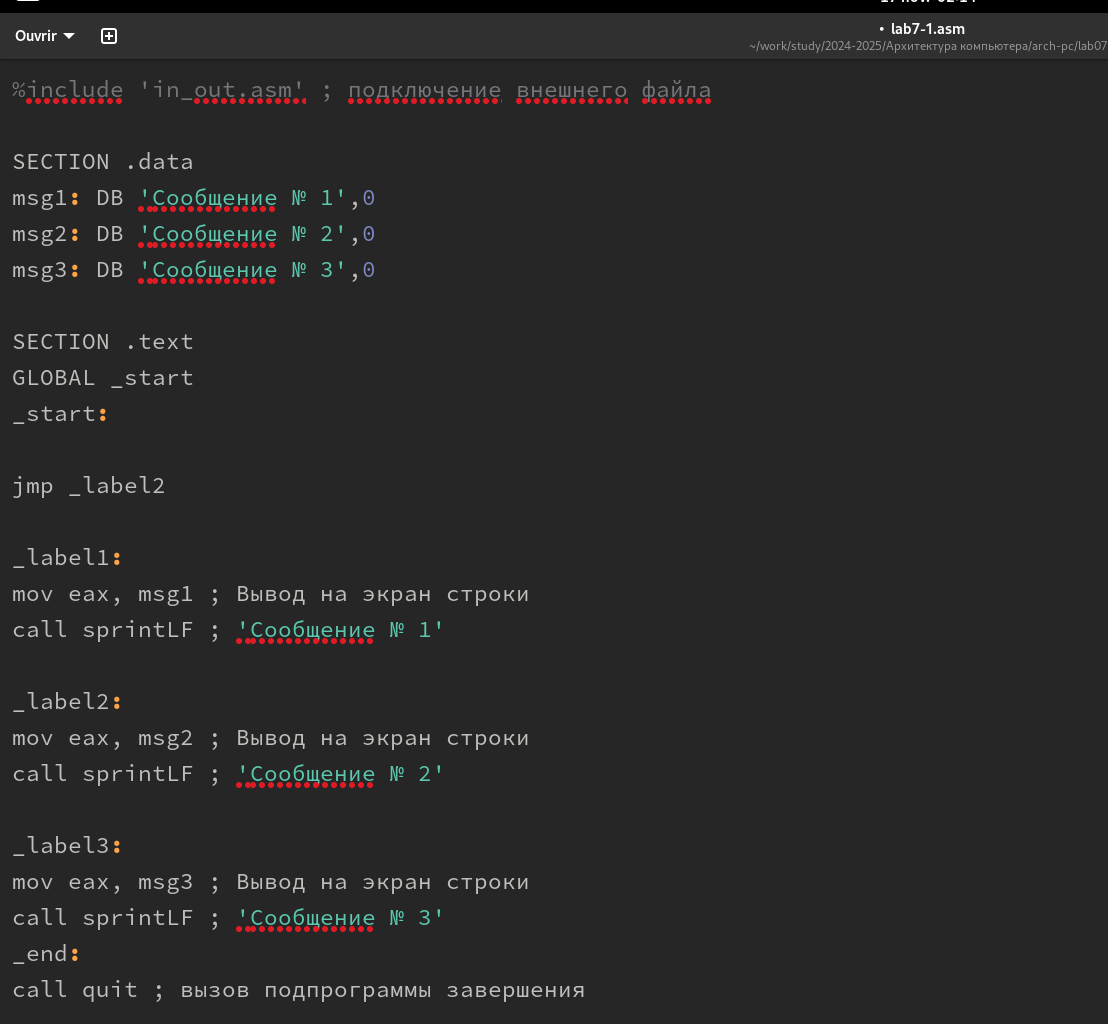 Ouvrir
• lab7-1.asm
~/work/study/2024-2025/Архитектура компьютера/arch-pc/lab07
%include 'in_out.asm' ; подключение внешнего файла
SECTION .data
msg1: DB 'Сообщение № 1',0
msg2: DB 'Сообщение № 2',0
msg3: DB 'Сообщение № 3',0
SECTION .text
GLOBAL _start
_start:
jmp _label2
_label1:
mov eax, msg1 ; Вывод на экран строки
call sprintLF ; 'Сообщение № 1'
_label2:
mov eax, msg2 ; Вывод на экран строки
call sprintLF ; 'Сообщение № 2'
_label3:
mov eax, msg3 ; Вывод на экран строки
call sprintLF ; 'Сообщение № 3'
_end:
call quit ; вызов подпрограммы завершения